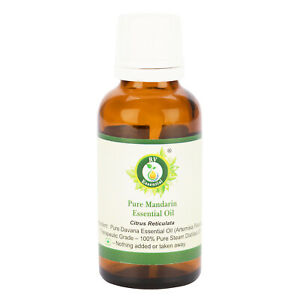 ®
RV
ESSENTIAL
Pure Mandarin
Essential Oil
Citrus Reticulata
Pure Davana Essential Oil (Artemisia
Therapeutic Grade – 100% Pure Steam
– Nothing added or taken away.